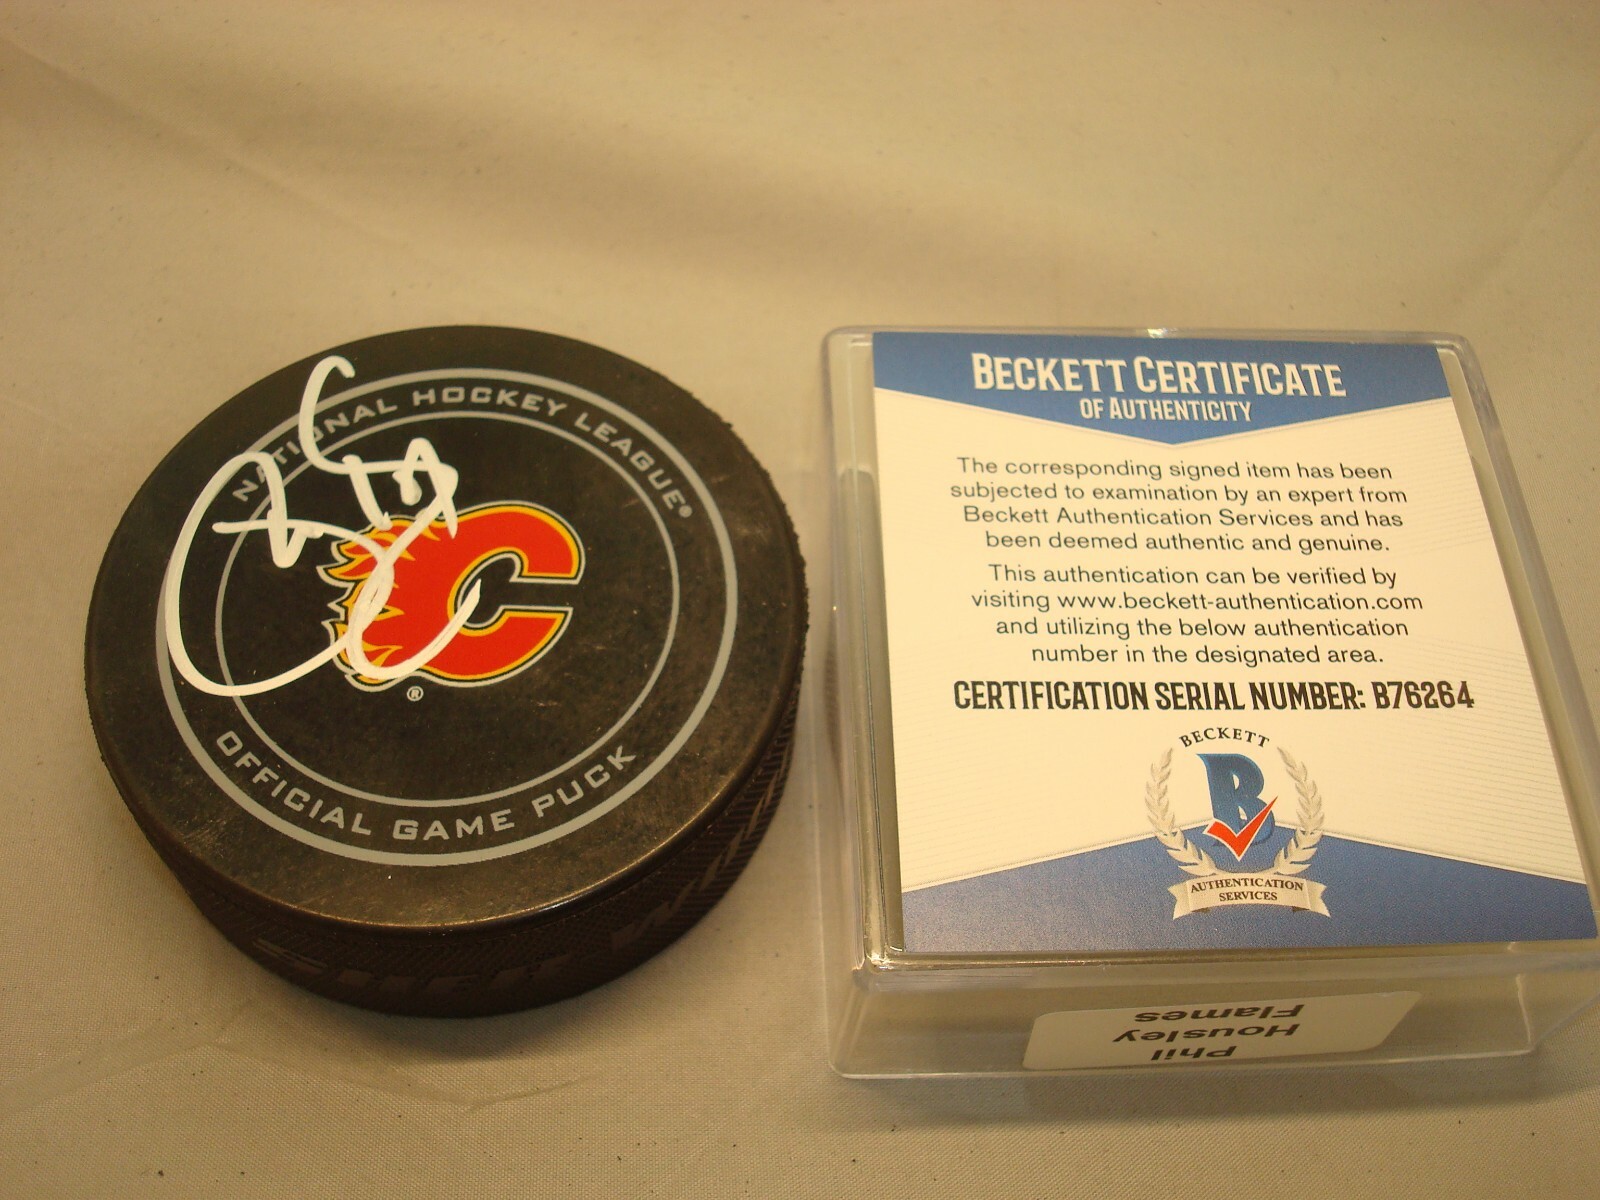 NATIONAL HOCKEY LEAGUE®
C
®
OFFICIAL GAME PUCK
BECKETT CERTIFICATE
OF AUTHENTICITY
The corresponding signed item has been
subjected to examination by an expert from
Beckett Authentication Services and has
been deemed authentic and genuine.
This authentication can be verified by
visiting www.beckett-authentication.com
and utilizing the below authentication
number in the designated area.
CERTIFICATION SERIAL NUMBER: B76264
BECKETT
B
AUTHENTICATION
SERVICES
Phil
Housley
Flames